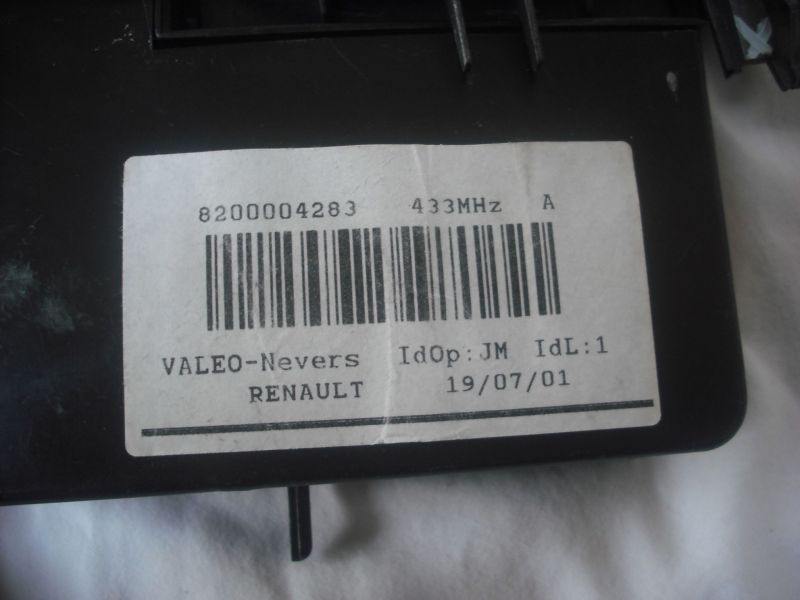 8200004283 433MHz A
VALEO-Nevers IdOp:JM IdL:1
RENAULT 19/07/01